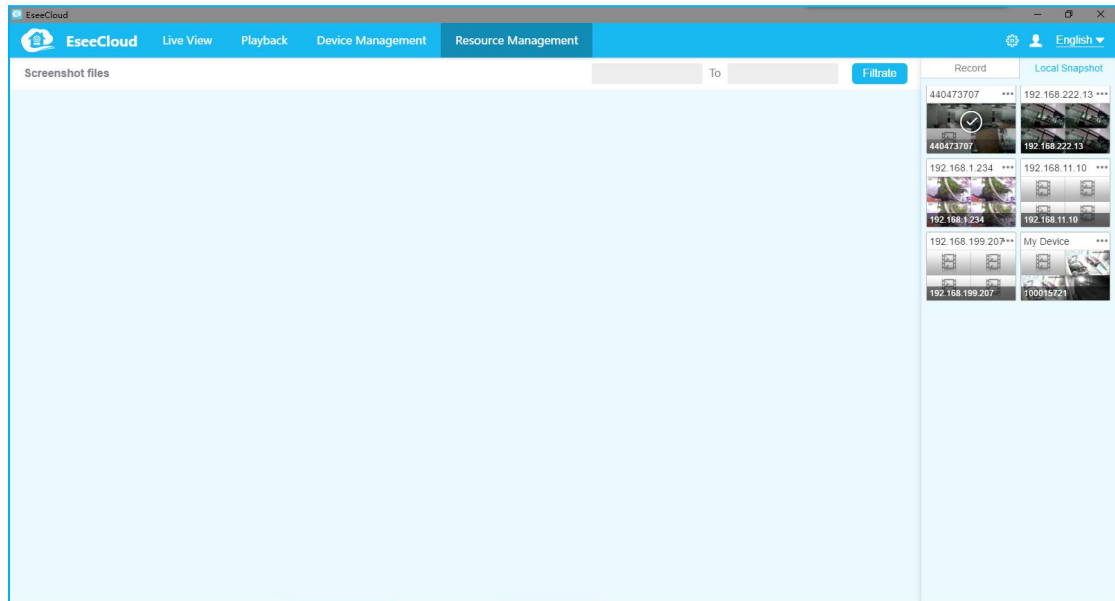 EseeCloud
EseeCloud Live View Playback Device Management Resource Management English
Screenshot files To Filtrate Record Local Snapshot
440473707 192.168.222.13
440473707 192.168.222.13
192.168.1.234 192.168.11.10
192.168.1.234 192.168.11.10
192.168.199.207 My Device
192.168.199.207 100015721